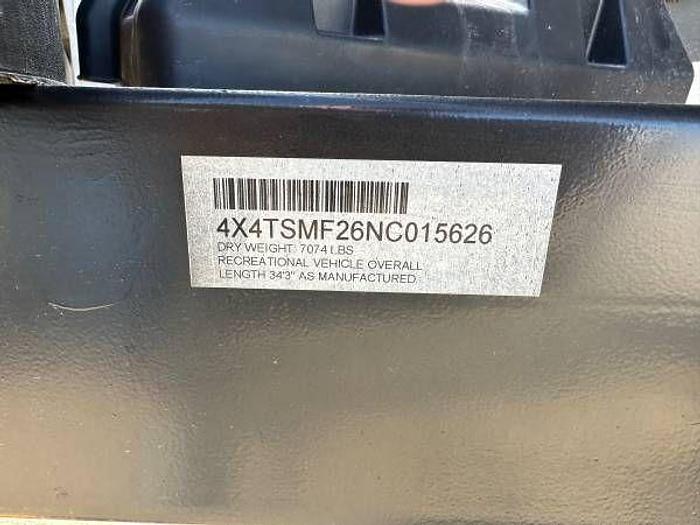 4X4TSMF26NC015626
DRY WEIGHT: 7074 LBS
RECREATIONAL VEHICLE OVERALL
LENGTH 34'3" AS MANUFACTURED